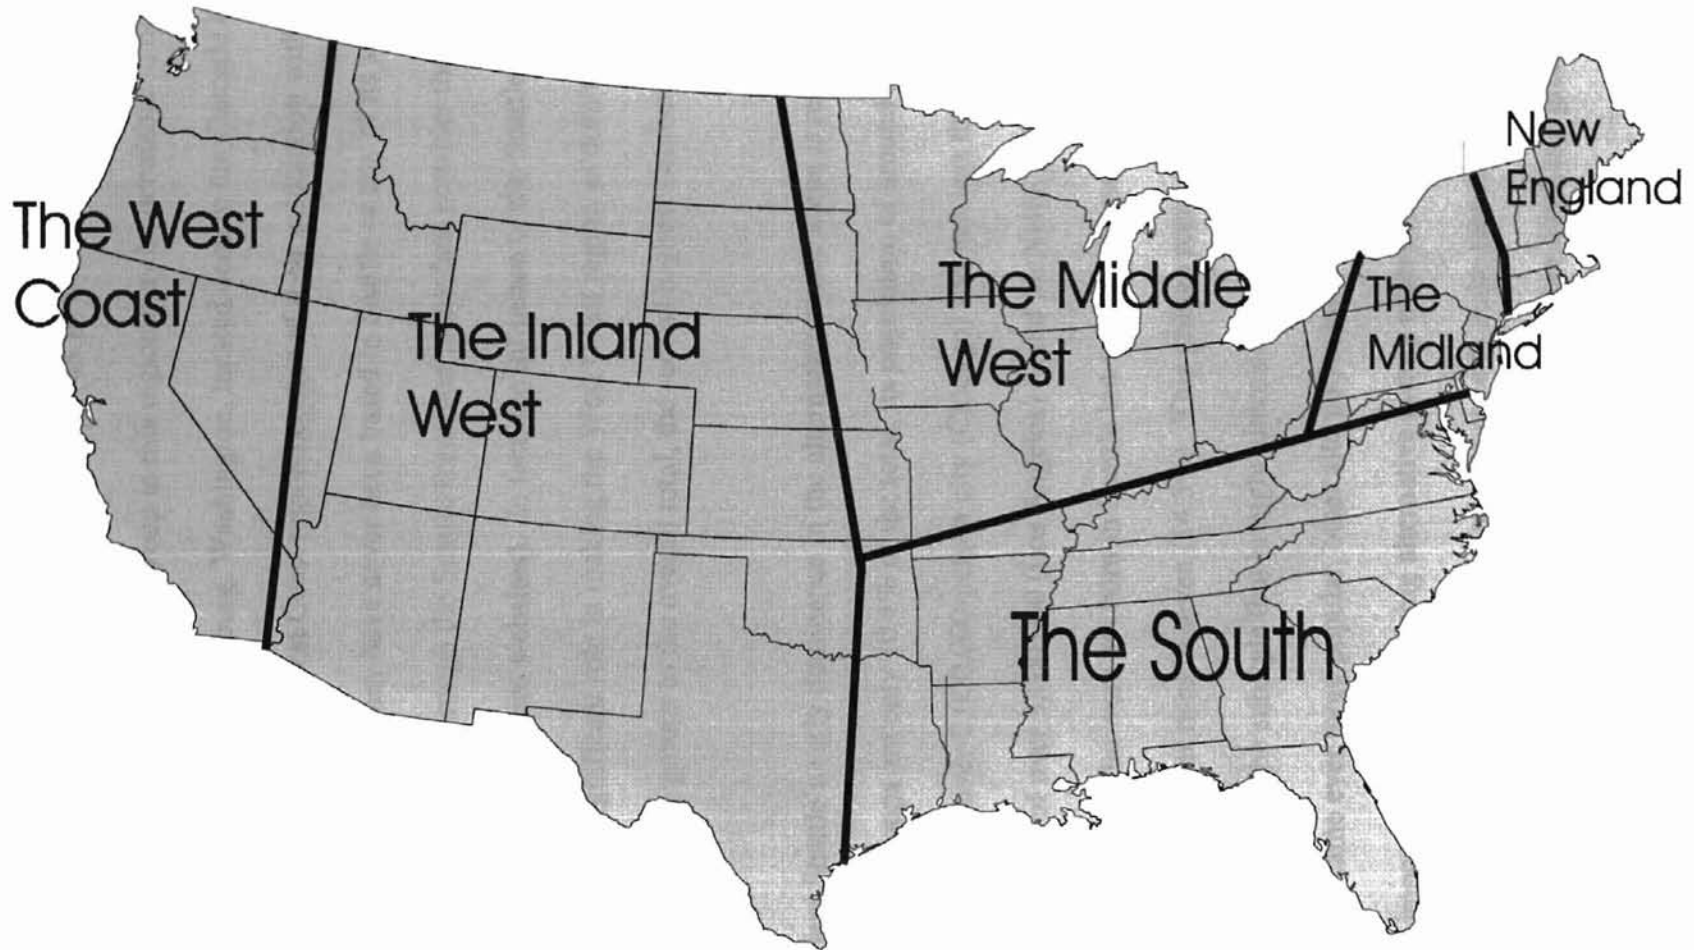 The West
Coast
The Inland
West
The Middle
West
The
Midland
New
England
The South